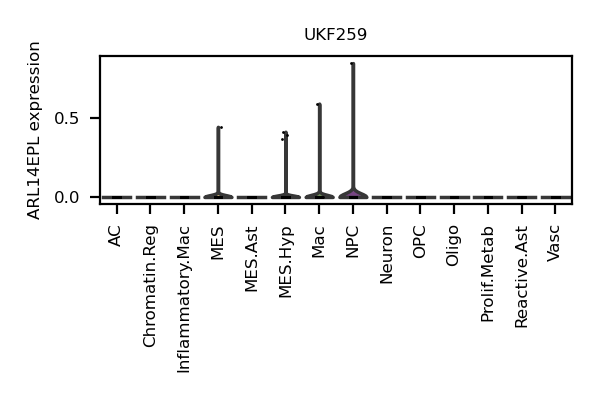 UKF259
ARL14EPL expression
0.5
0.0
AC
Chromatin.Reg
Inflammatory.Mac
MES
MES.Ast
MES.Hyp
Mac
NPC
Neuron
OPC
Oligo
Prolif.Metab
Reactive.Ast
Vasc